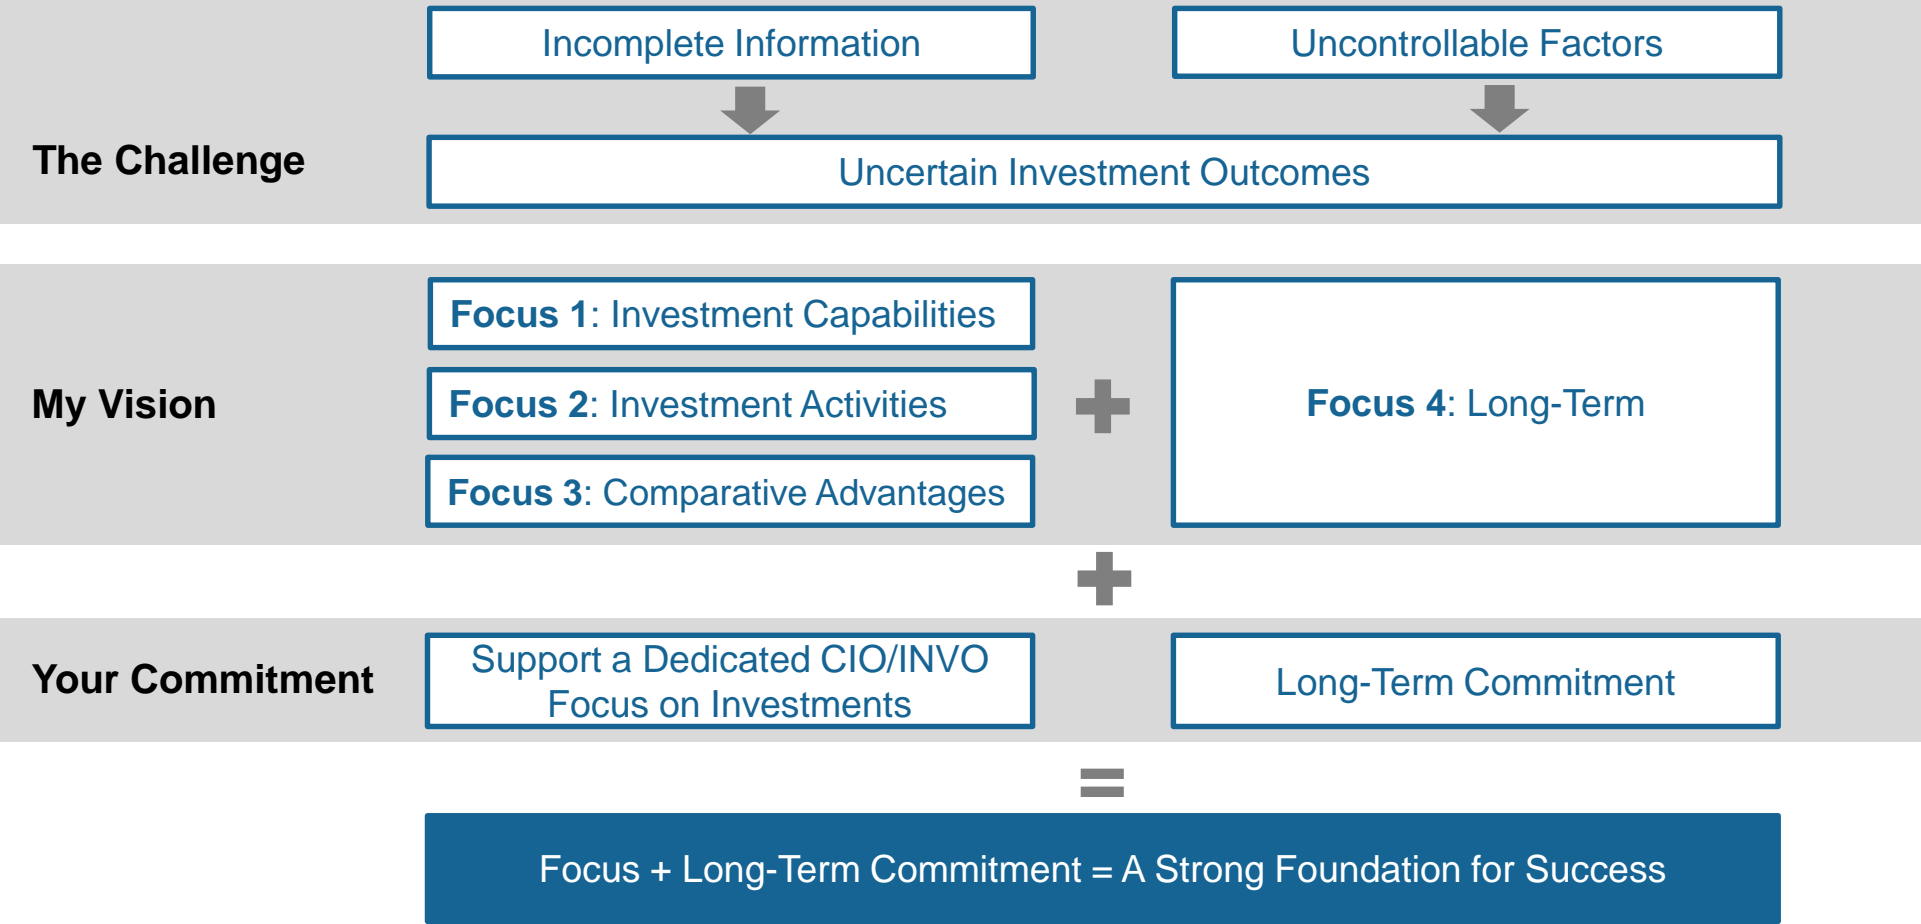 Incomplete Information
Uncontrollable Factors
The Challenge
Uncertain Investment Outcomes
Focus 1: Investment Capabilities
My Vision
Focus 2: Investment Activities
Focus 4: Long-Term
Focus 3: Comparative Advantages
Your Commitment
Support a Dedicated CIO/INVO
Focus on Investments
Long-Term Commitment
Focus + Long-Term Commitment = A Strong Foundation for Success